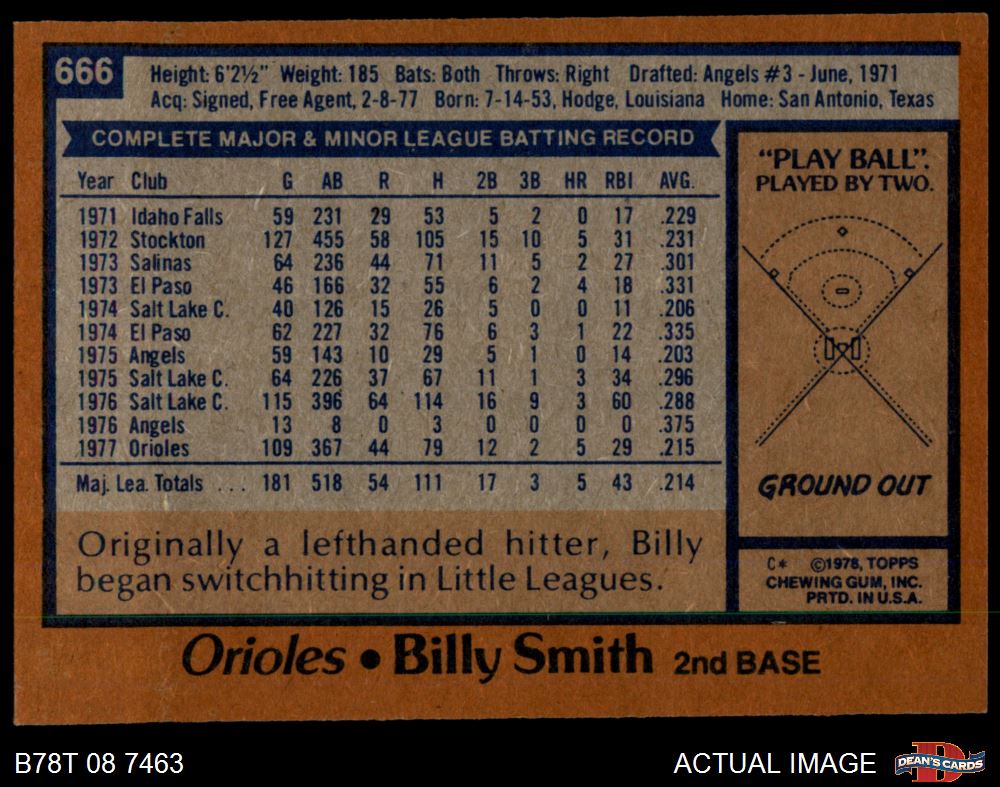 666
Height: 6'2½" Weight: 185 Bats: Both Throws: Right Drafted: Angels #3 - June, 1971
Acq: Signed, Free Agent, 2-8-77 Born: 7-14-53, Hodge, Louisiana Home: San Antonio, Texas
COMPLETE MAJOR & MINOR LEAGUE BATTING RECORD
Year Club G AB R H 2B 3B HR RBI AVG.
1971 Idaho Falls 59 231 29 53 5 2 0 17 .229
1972 Stockton 127 455 58 105 15 10 5 31 .231
1973 Salinas 64 236 44 71 11 5 2 27 .301
1973 El Paso 46 166 32 55 6 2 4 18 .331
1974 Salt Lake C. 40 126 15 26 5 0 0 11 .206
1974 El Paso 62 227 32 76 6 3 1 22 .335
1975 Angels 59 143 10 29 5 1 0 14 .203
1975 Salt Lake C. 64 226 37 67 11 1 3 34 .296
1976 Salt Lake C. 115 396 64 114 16 9 3 60 .288
1976 Angels 13 8 0 3 0 0 0 0 .375
1977 Orioles 109 367 44 79 12 2 5 29 .215
Maj. Lea. Totals ... 181 518 54 111 17 3 5 43 .214
Originally a lefthanded hitter, Billy
began switchhitting in Little Leagues.
"PLAY BALL".
PLAYED BY TWO.
GROUND OUT
C* ©1978, TOPPS
CHEWING GUM, INC.
PRTD. IN U.S.A.
Orioles • Billy Smith 2nd BASE
B78T 08 7463
ACTUAL IMAGE
DEAN'S CARDS